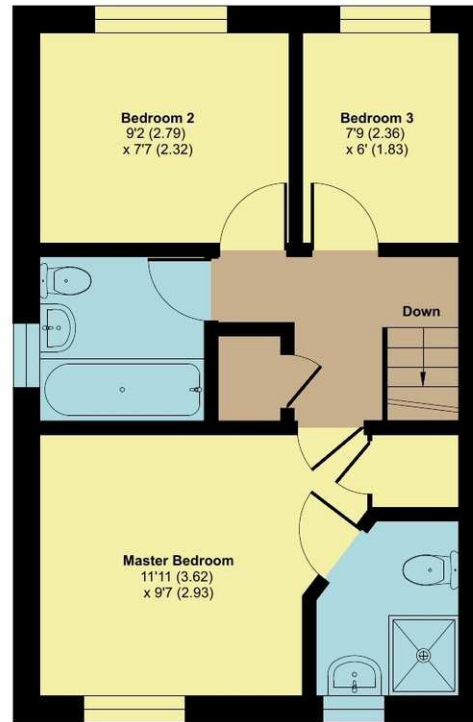 Bedroom 2
9'2 (2.79)
x 7'7 (2.32)
Bedroom 3
7'9 (2.36)
x 6' (1.83)
Down
Master Bedroom
11'11 (3.62)
x 9'7 (2.93)